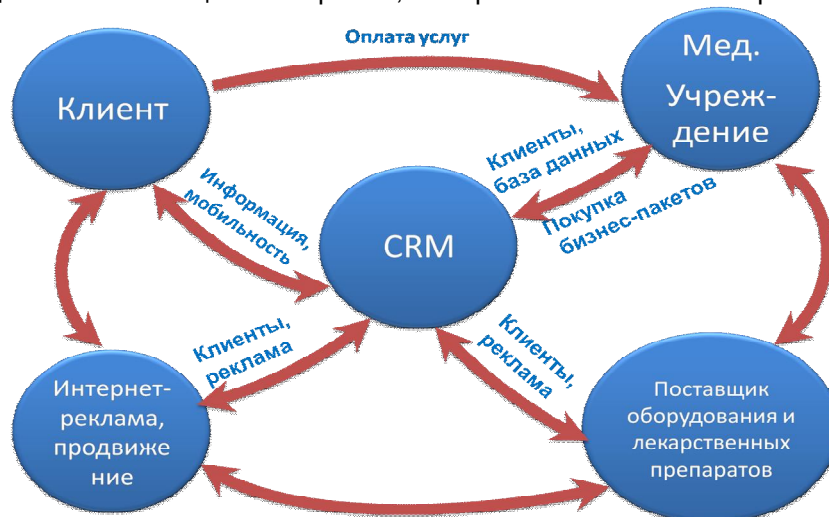 Оплата услуг
Клиент
Мед.
Учреж-
дение
Клиенты,
база данных
Покупка
бизнес-пакетов
Информация,
мобильность
CRM
Клиенты,
реклама
Клиенты,
реклама
Интернет-
реклама,
продвиже
ние
Поставщик
оборудования и
лекарственных
препаратов